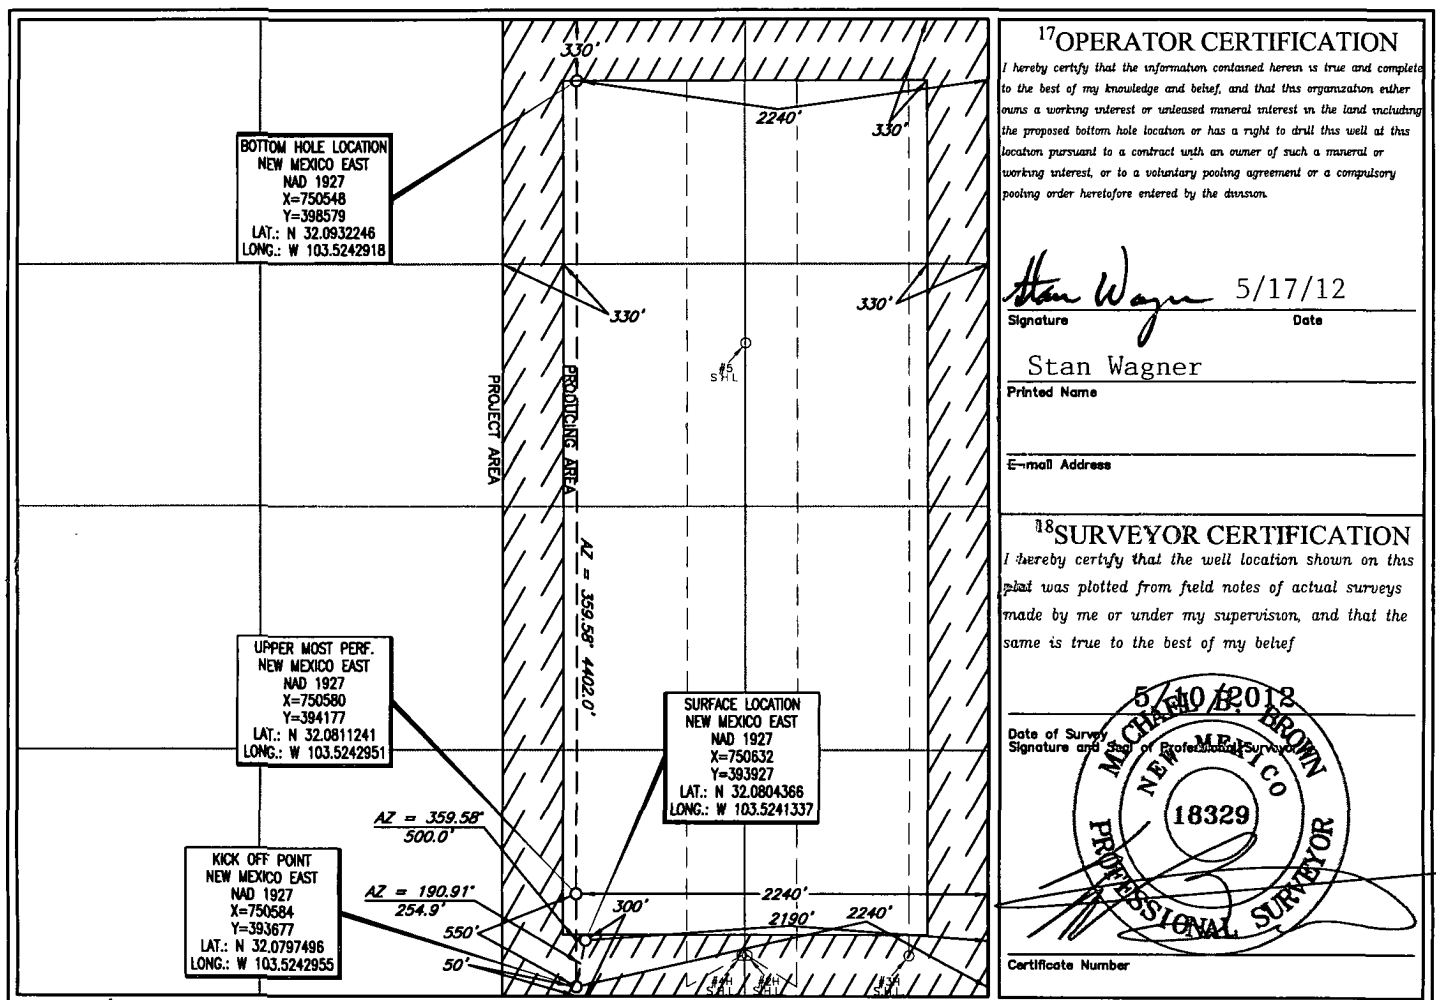 330'
2240'
330'
BOTTOM HOLE LOCATION
NEW MEXICO EAST
NAD 1927
X=750548
Y=398579
LAT.: N 32.0932246
LONG.: W 103.5242918
330'
330'
#5
S H L
PROJECT AREA
PRODUCING AREA
AZ = 359.58° 4402.0'
UPPER MOST PERF.
NEW MEXICO EAST
NAD 1927
X=750580
Y=394177
LAT.: N 32.0811241
LONG.: W 103.5242951
SURFACE LOCATION
NEW MEXICO EAST
NAD 1927
X=750632
Y=393927
LAT.: N 32.0804366
LONG.: W 103.5241337
AZ = 359.58°
500.0'
KICK OFF POINT
NEW MEXICO EAST
NAD 1927
X=750584
Y=393677
LAT.: N 32.0797496
LONG.: W 103.5242955
AZ = 190.91°
254.9'
2240'
300'
2190'
2240'
550'
50'
#4H
S.H.L.
#2H
S.H.L.
#3H
S.H.L.
17OPERATOR CERTIFICATION
I hereby certify that the information contained herein is true and complete
to the best of my knowledge and belief, and that this organization either
owns a working interest or unleased mineral interest in the land including
the proposed bottom hole location or has a right to drill this well at this
location pursuant to a contract with an owner of such a mineral or
working interest, or to a voluntary pooling agreement or a compulsory
pooling order heretofore entered by the division
Stan Wagner 5/17/12
Signature Date
Stan Wagner
Printed Name
E-mail Address
18SURVEYOR CERTIFICATION
I hereby certify that the well location shown on this
plat was plotted from field notes of actual surveys
made by me or under my supervision, and that the
same is true to the best of my belief
5/10/2012
Date of Survey
Signature and Seal of Professional Surveyor
MICHAEL B. BROWN
NEW MEXICO
18329
PROFESSIONAL SURVEYOR
Certificate Number